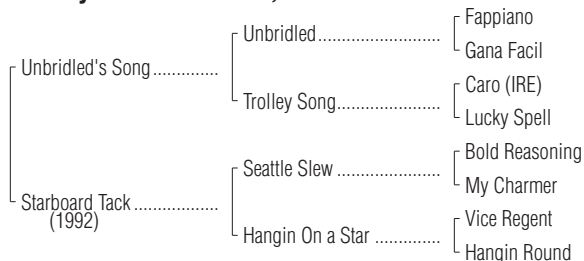 Fappiano
Unbridled
Gana Facil
Unbridled's Song
Caro (IRE)
Trolley Song
Lucky Spell
Bold Reasoning
Seattle Slew
My Charmer
Starboard Tack
(1992)
Vice Regent
Hangin On a Star
Hangin Round